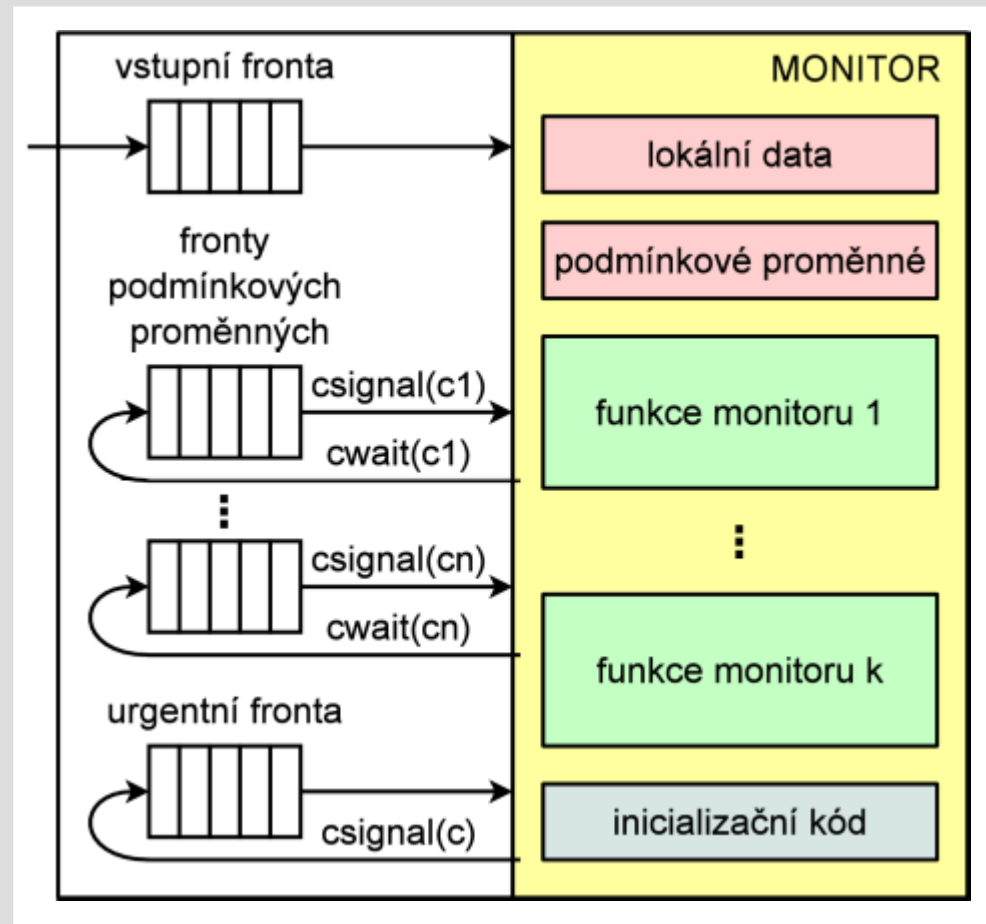 vstupní fronta
MONITOR
lokální data
fronty
podmínkových
proměnných
podmínkové proměnné
csignal(c1)
cwait(c1)
funkce monitoru 1
csignal(cn)
cwait(cn)
funkce monitoru k
urgentní fronta
csignal(c)
inicializační kód